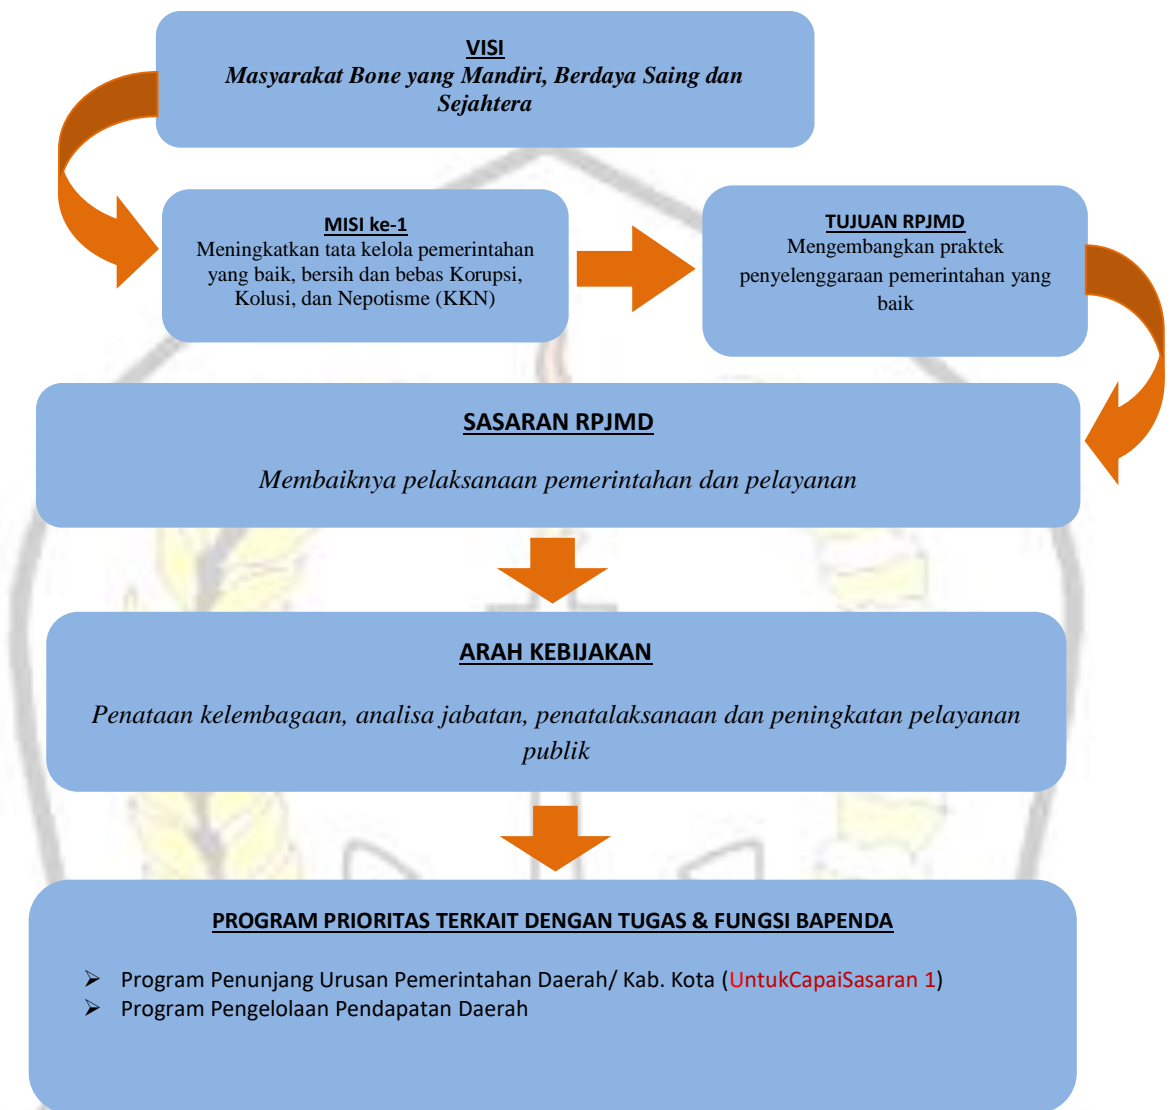 VISI
Masyarakat Bone yang Mandiri, Berdaya Saing dan
Sejahtera
MISI ke-1
Meningkatkan tata kelola pemerintahan
yang baik, bersih dan bebas Korupsi,
Kolusi, dan Nepotisme (KKN)
TUJUAN RPJMD
Mengembangkan praktek
penyelenggaraan pemerintahan yang
baik
SASARAN RPJMD
Membaiknya pelaksanaan pemerintahan dan pelayanan
ARAH KEBIJAKAN
Penataan kelembagaan, analisa jabatan, penatalaksanaan dan peningkatan pelayanan
publik
PROGRAM PRIORITAS TERKAIT DENGAN TUGAS & FUNGSI BAPENDA
➢ Program Penunjang Urusan Pemerintahan Daerah/ Kab. Kota (UntukCapaiSasaran 1)
➢ Program Pengelolaan Pendapatan Daerah